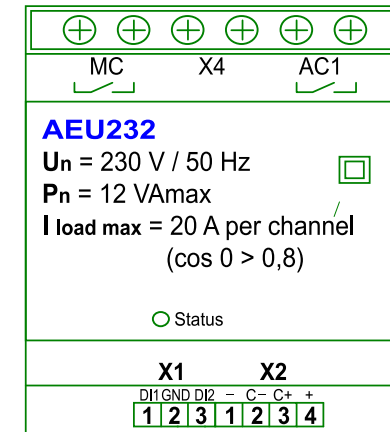 MC X4 AC1
AEU232
Un = 230 V / 50 Hz
Pn = 12 VAmax
I load max = 20 A per channel
(cos 0 > 0,8)
Status
X1 X2
DI1 GND DI2 − C− C+ +
1 2 3 1 2 3 4